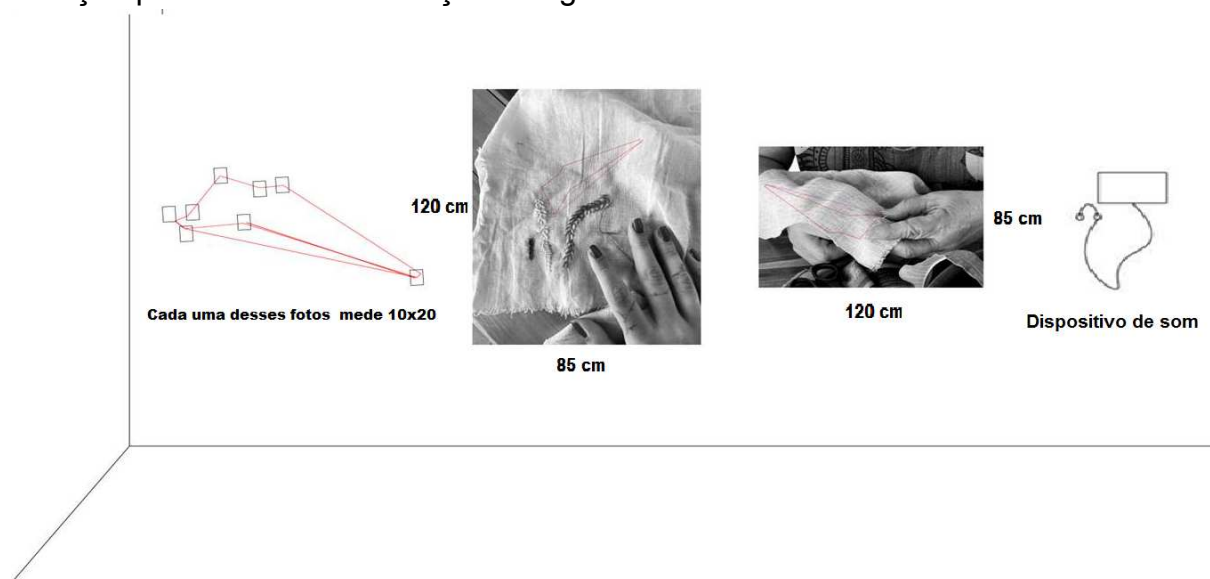 120 cm
85 cm
Cada uma desses fotos mede 10x20
120 cm
Dispositivo de som
85 cm